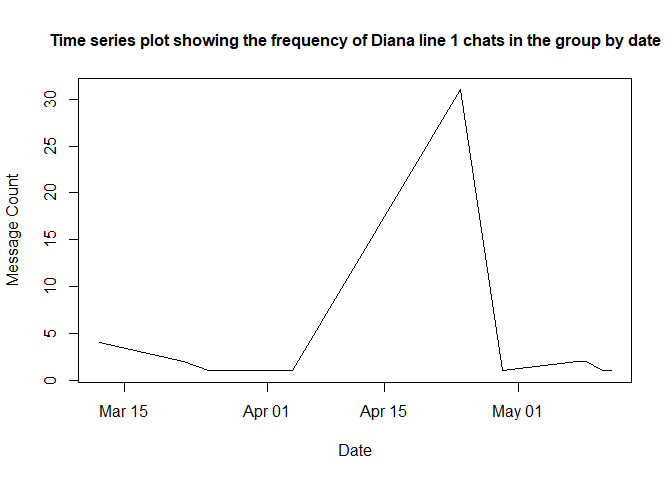 Time series plot showing the frequency of Diana line 1 chats in the group by date
Message Count
30
25
20
15
10
5
0
Mar 15 Apr 01 Apr 15 May 01
Date